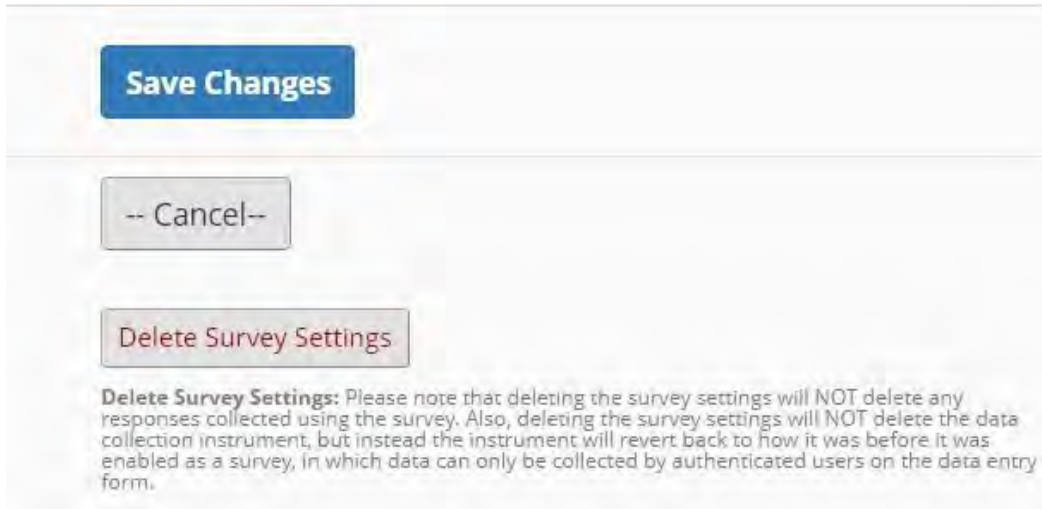 Save Changes
-- Cancel--
Delete Survey Settings
Delete Survey Settings: Please note that deleting the survey settings will NOT delete any
responses collected using the survey. Also, deleting the survey settings will NOT delete the data
collection instrument, but instead the instrument will revert back to how it was before it was
enabled as a survey, in which data can only be collected by authenticated users on the data entry
form.